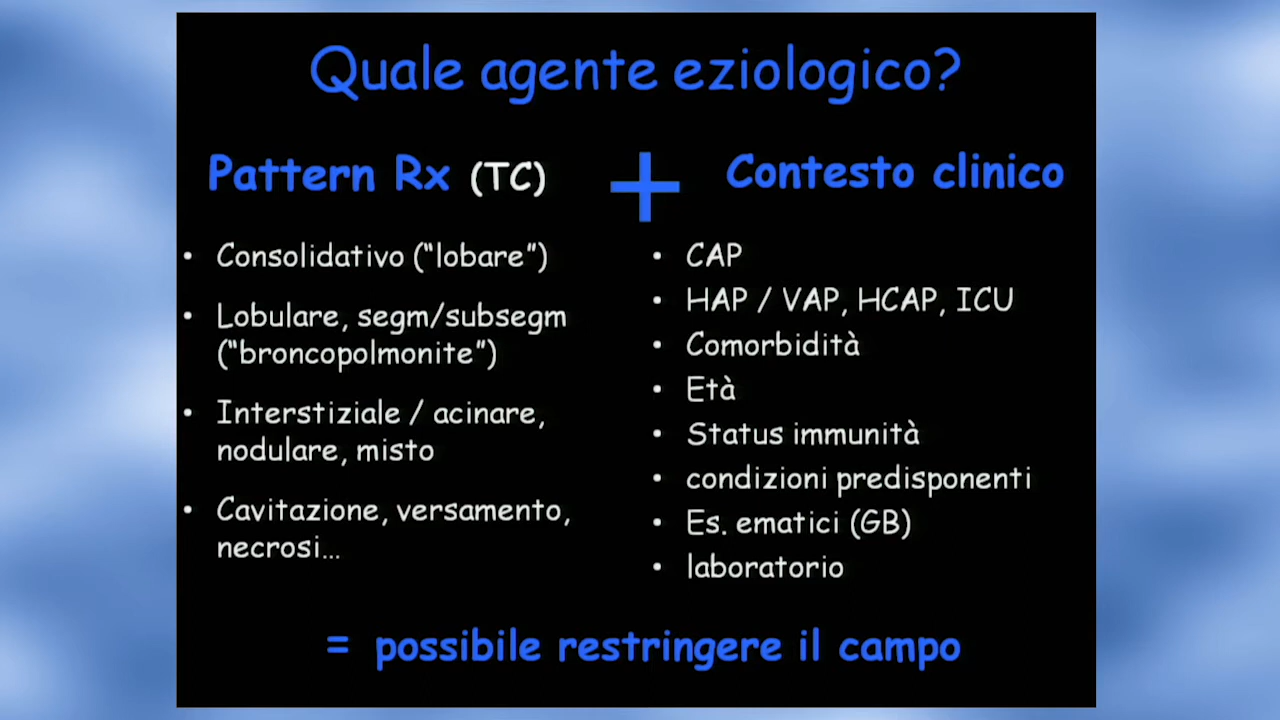 Quale agente eziologico?
Pattern Rx (TC)
+
Contesto clinico
• Consolidativo (“lobare”)
• Lobulare, segm/subsegm
(“broncopolmonite”)
• Interstiziale / acinare,
nodulare, misto
• Cavitazione, versamento,
necrosi…
• CAP
• HAP / VAP, HCAP, ICU
• Comorbidità
• Età
• Status immunità
• condizioni predisponenti
• Es. ematici (GB)
• laboratorio
= possibile restringere il campo